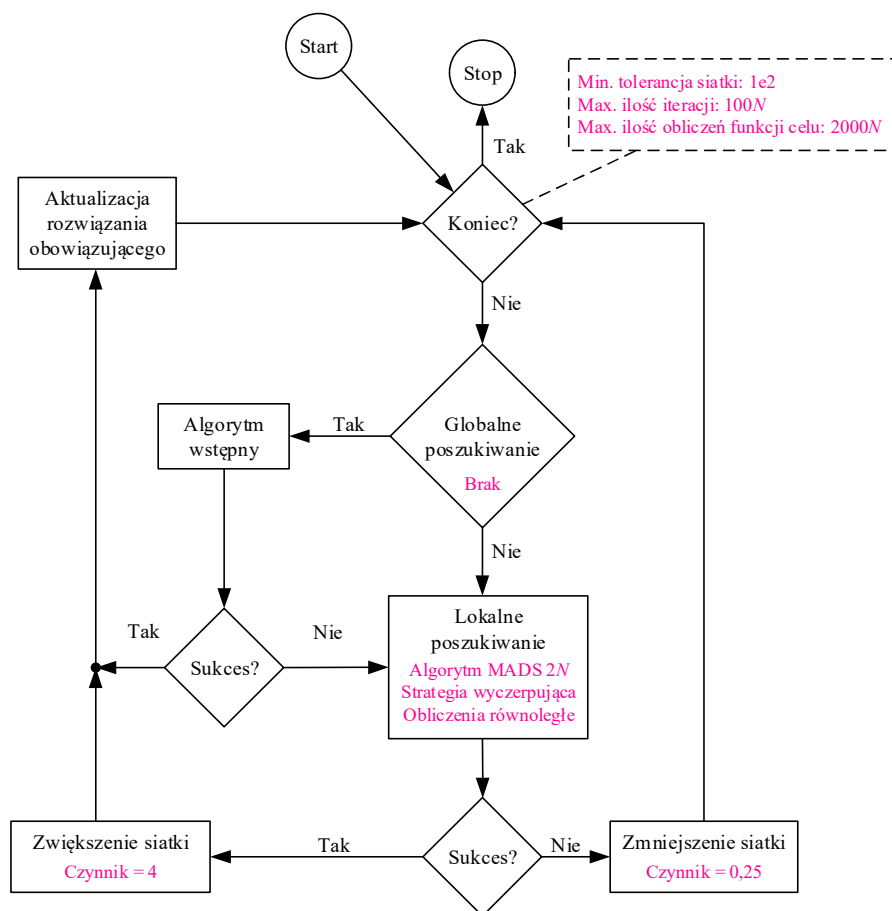 Start
Stop
Min. tolerancja siatki: 1e2
Max. ilość iteracji: 100N
Max. ilość obliczeń funkcji celu: 2000N
Tak
Aktualizacja
rozwiązania
obowiązującego
Koniec?
Nie
Algorytm
wstępny
Tak
Globalne
poszukiwanie
Brak
Nie
Lokalne
poszukiwanie
Algorytm MADS 2N
Strategia wyczerpująca
Obliczenia równoległe
Tak
Sukces?
Nie
Zwiększenie siatki
Czynnik = 4
Tak
Sukces?
Nie
Zmniejszenie siatki
Czynnik = 0,25